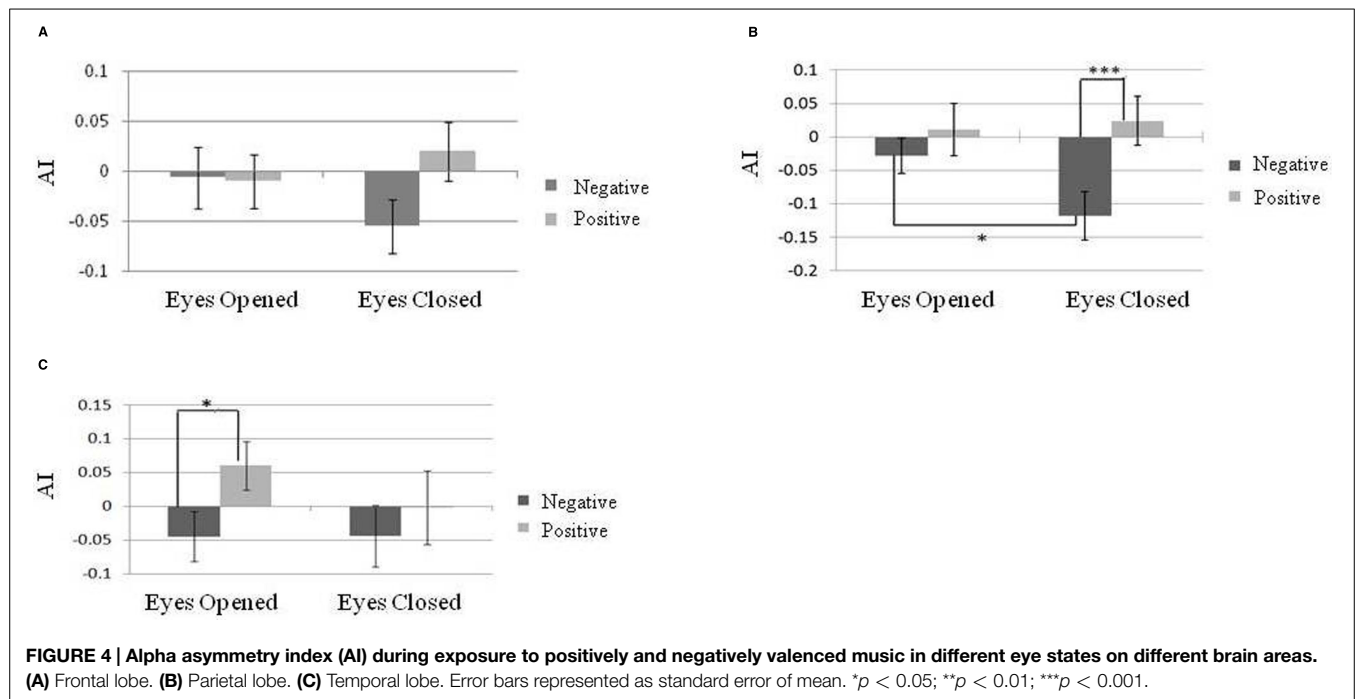 A
0.1
0.05
0
-0.05
-0.1
AI
Eyes Opened Eyes Closed
Negative
Positive
B
0.1
0.05
0
-0.05
-0.1
-0.15
-0.2
AI
***
*
Eyes Opened Eyes Closed
Negative
Positive
C
0.15
0.1
0.05
0
-0.05
-0.1
AI
*
Eyes Opened Eyes Closed
Negative
Positive
FIGURE 4 | Alpha asymmetry index (AI) during exposure to positively and negatively valenced music in different eye states on different brain areas.
(A) Frontal lobe. (B) Parietal lobe. (C) Temporal lobe. Error bars represented as standard error of mean. *p < 0.05; **p < 0.01; ***p < 0.001.